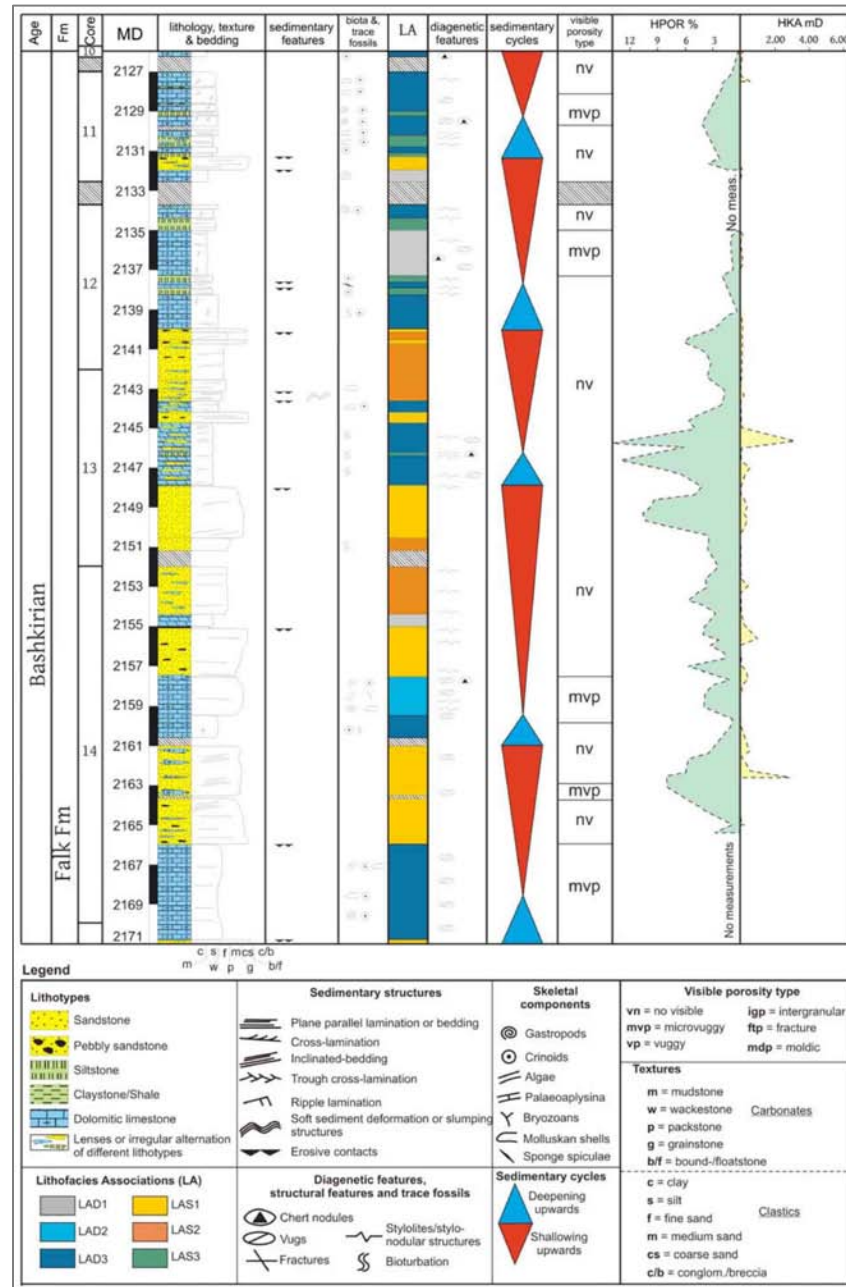 Age
Fm
Core
MD
lithology, texture
& bedding
sedimentary
features
biota &
trace
fossils
LA
diagenetic
features
sedimentary
cycles
visible
porosity
type
HPOR %
12 9 6 3
HKA mD
2.00 4.00 6.00
10
11
12
13
14
Bashkirian
Falk Fm
2127
2129
2131
2133
2135
2137
2139
2141
2143
2145
2147
2149
2151
2153
2155
2157
2159
2161
2163
2165
2167
2169
2171
nv
mvp
nv
nv
mvp
nv
nv
mvp
nv
mvp
nv
mvp
No meas.
No measurements
c s f mcs c/b
m w p g b/f
Legend
Lithotypes
Sandstone
Pebbly sandstone
Siltstone
Claystone/Shale
Dolomitic limestone
Lenses or irregular alternation
of different lithotypes
Lithofacies Associations (LA)
LAD1 LAS1
LAD2 LAS2
LAD3 LAS3
Sedimentary structures
Plane parallel lamination or bedding
Cross-lamination
Inclinated-bedding
Trough cross-lamination
Ripple lamination
Soft sediment deformation or slumping
structures
Erosive contacts
Diagenetic features,
structural features and trace fossils
Chert nodules
Vugs
Fractures
Stylolites/stylo-
nodular structures
Bioturbation
Skeletal
components
Gastropods
Crinoids
Algae
Palaeoaplysina
Bryozoans
Molluskan shells
Sponge spiculae
Sedimentary cycles
Deepening
upwards
Shallowing
upwards
Visible porosity type
vn = no visible igp = intergranular
mvp = microvuggy ftp = fracture
vp = vuggy mdp = moldic
Textures
m = mudstone
w = wackestone
p = packstone
g = grainstone
b/f = bound-/floatstone
Carbonates
c = clay
s = silt
f = fine sand
m = medium sand
cs = coarse sand
c/b = conglom./breccia
Clastics